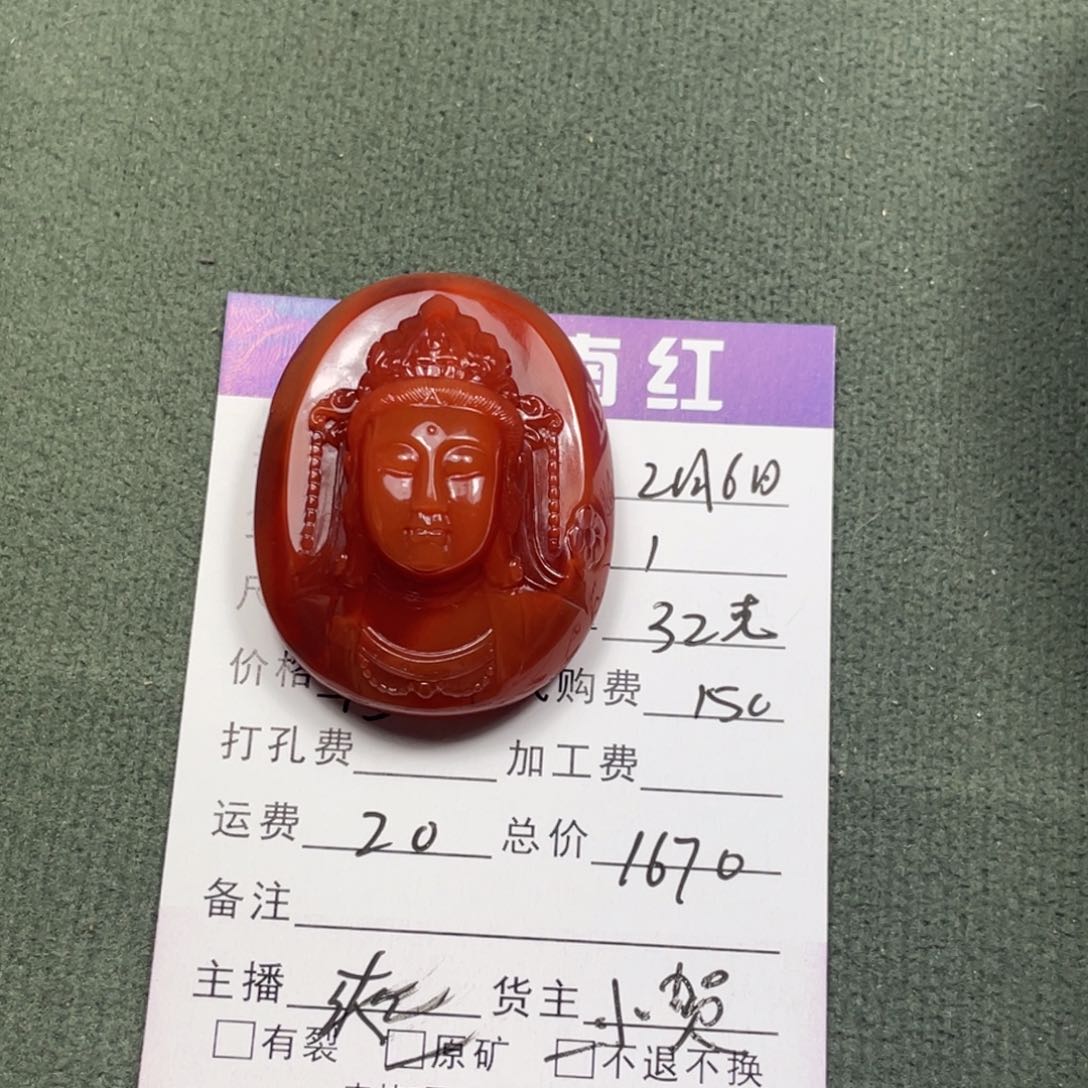 南红
2月6日
1
32克
价格 购费 150
打孔费 加工费
运费 20 总价 1670
备注
主播 货主 小贺
有裂 原矿 不退不换